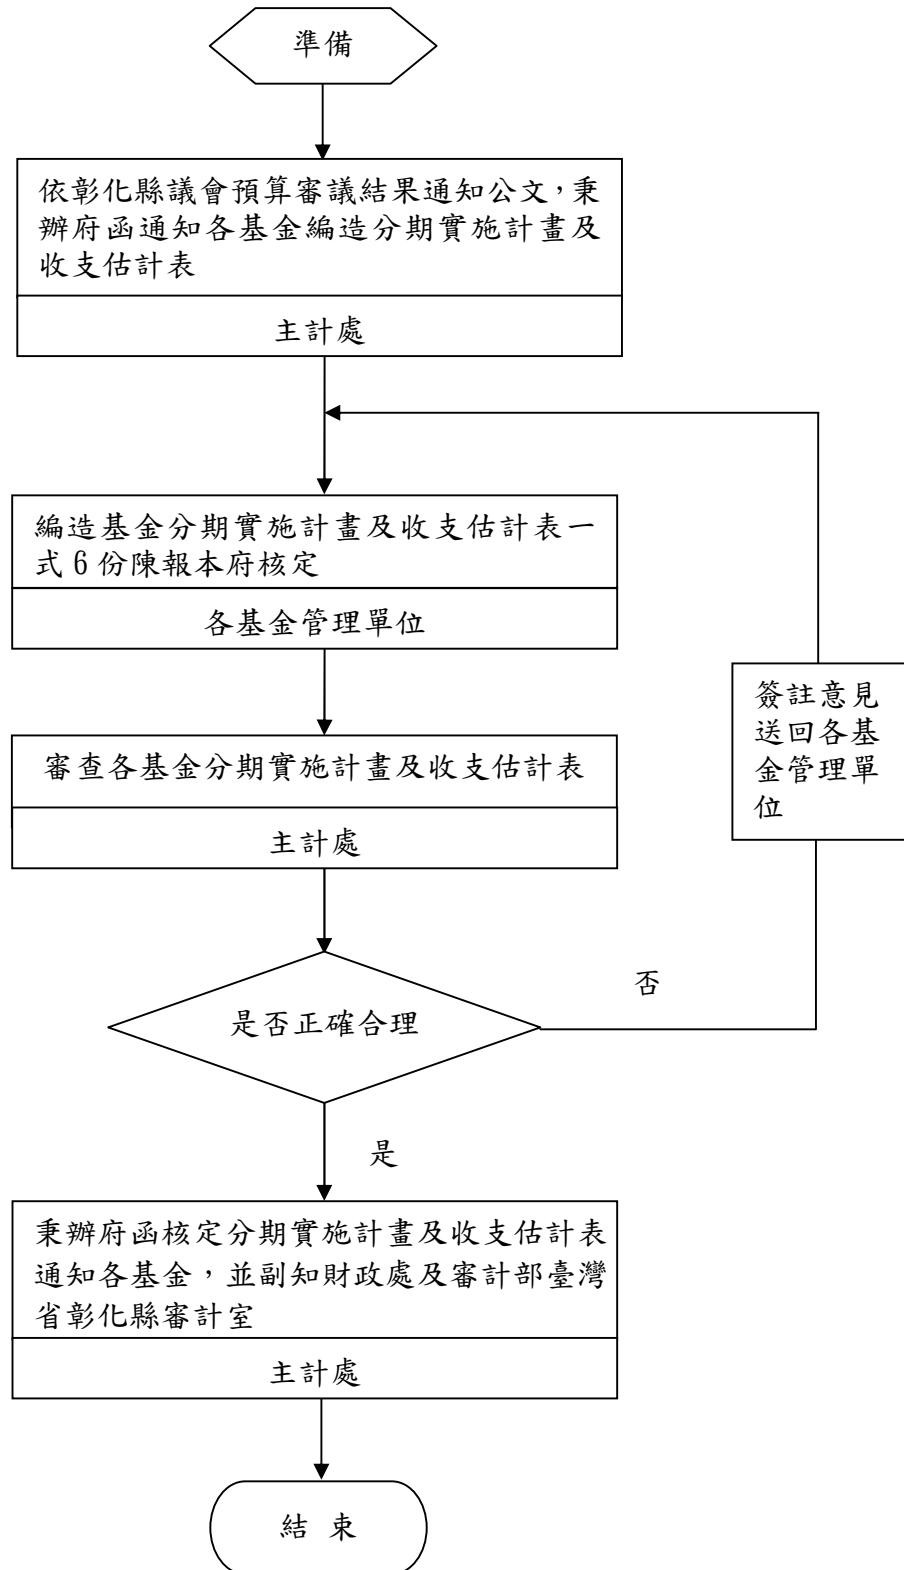 準備
依彰化縣議會預算審議結果通知公文，秉
辦府函通知各基金編造分期實施計畫及
收支估計表
主計處
編造基金分期實施計畫及收支估計表一
式 6 份陳報本府核定
各基金管理單位
簽註意見
送回各基
金管理單
位
審查各基金分期實施計畫及收支估計表
主計處
是否正確合理
否
是
秉辦府函核定分期實施計畫及收支估計表
通知各基金，並副知財政處及審計部臺灣
省彰化縣審計室
主計處
結 束